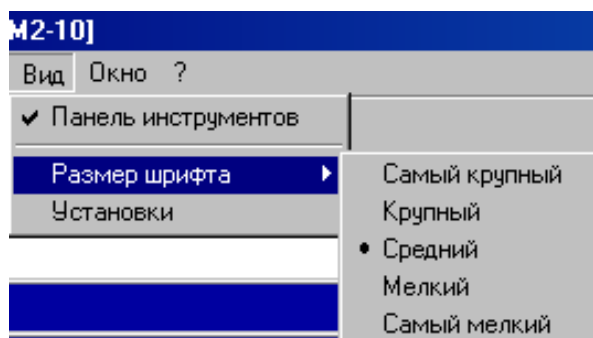 M2-10]
Вид Окно ?
Панель инструментов
Размер шрифта
Установки
Самый крупный
Крупный
Средний
Мелкий
Самый мелкий